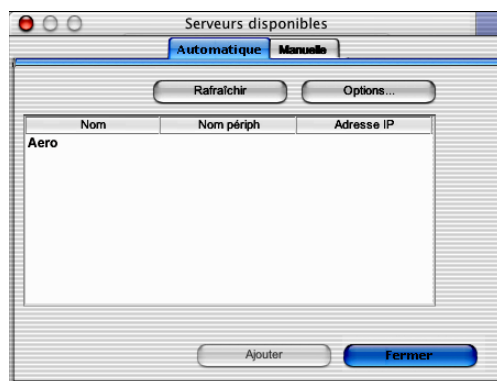 Serveurs disponibles
Automatique Manuelle
Rafraîchir Options...
Nom Nom périph Adresse IP
Aero
Ajouter Fermer